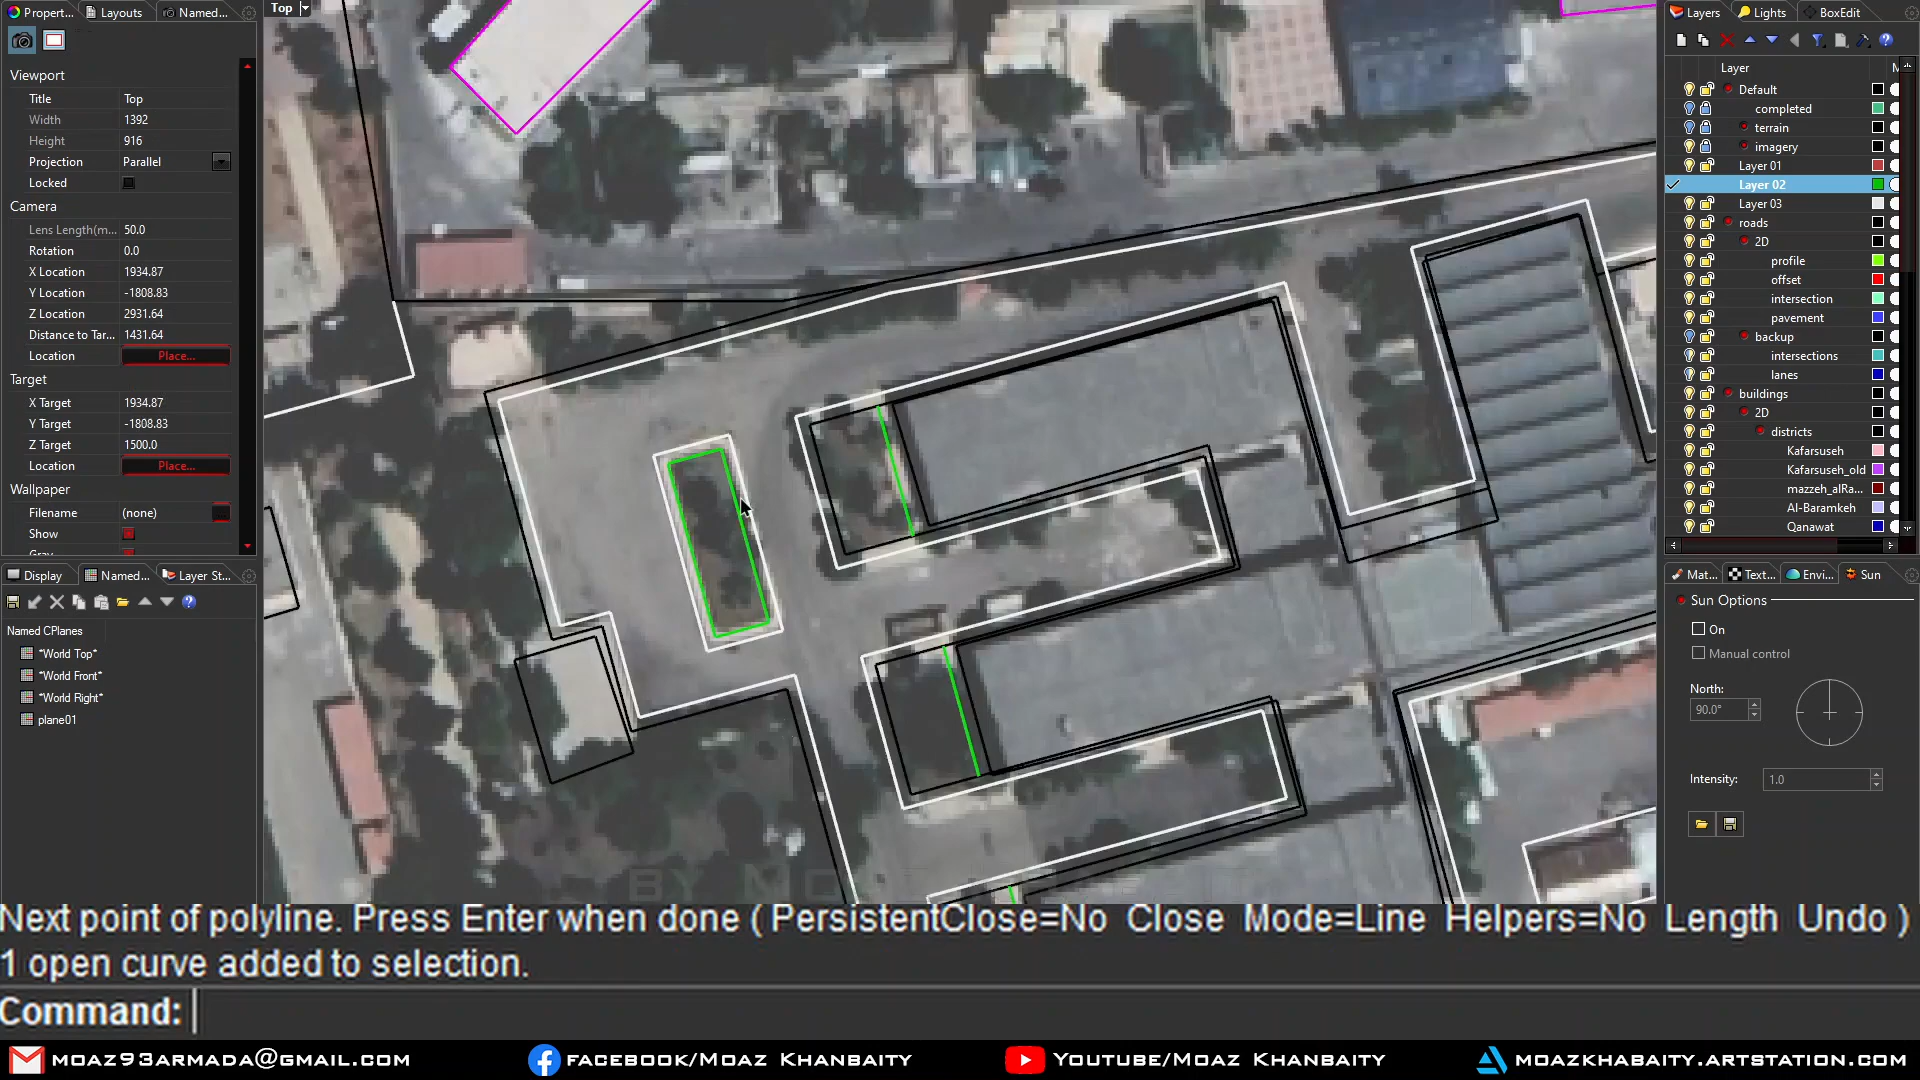 Propert...
Layouts
Named...
Top
Layers
Lights
BoxEdit
Viewport
Title Top
Width 1392
Height 916
Projection Parallel
Locked
Camera
Lens Length(m... 50.0
Rotation 0.0
X Location 1934.87
Y Location -1808.83
Z Location 2931.64
Distance to Tar... 1431.64
Location Place...
Target
X Target 1934.87
Y Target -1808.83
Z Target 1500.0
Location Place...
Wallpaper
Filename (none)
Show
Gray
Display
Named...
Layer St...
Named CPlanes
*World Top*
*World Front*
*World Right*
plane01
Layer
Default
completed
terrain
imagery
Layer 01
Layer 02
Layer 03
roads
2D
profile
offset
intersection
pavement
backup
intersections
lanes
buildings
2D
districts
Kafarsuseh
Kafarsuseh_old
mazzeh_alRa...
Al-Baramkeh
Qanawat
Mat...
Text...
Envi...
Sun
Sun Options
On
Manual control
North:
90.0°
Intensity: 1.0
Next point of polyline. Press Enter when done ( PersistentClose=No Close Mode=Line Helpers=No Length Undo )
1 open curve added to selection.
Command:
MOAZ93ARMADA@GMAIL.COM
FACEBOOK/MOAZ KHANBAITY
YOUTUBE/MOAZ KHANBAITY
MOAZKHABAITY.ARTSTATION.COM